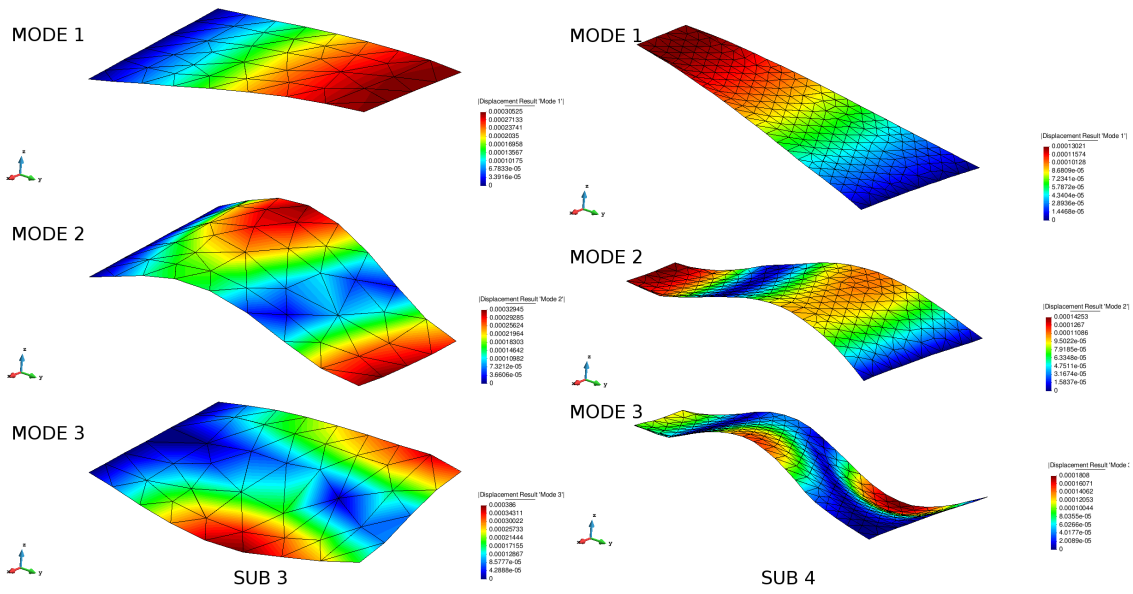 MODE 1
|Displacement Result 'Mode 1'|
0.00030525
0.00027133
0.00023741
0.0002035
0.00016958
0.00013567
0.00010175
6.7833e-05
3.3916e-05
0
z
x
y
MODE 2
|Displacement Result 'Mode 2'|
0.00032945
0.00029285
0.00025624
0.00021964
0.00018303
0.00014642
0.00010982
7.3212e-05
3.6606e-05
0
z
x
y
MODE 3
|Displacement Result 'Mode 3'|
0.000386
0.00034311
0.00030022
0.00025733
0.00021444
0.00017155
0.00012867
8.5777e-05
4.2888e-05
0
z
x
y
SUB 3
MODE 1
|Displacement Result 'Mode 1'|
0.00013021
0.00011574
0.00010128
8.6809e-05
7.2341e-05
5.7872e-05
4.3404e-05
2.8936e-05
1.4468e-05
0
z
x
y
MODE 2
|Displacement Result 'Mode 2'|
0.00014253
0.0001267
0.00011086
9.5022e-05
7.9185e-05
6.3348e-05
4.7511e-05
3.1674e-05
1.5837e-05
0
z
x
y
MODE 3
|Displacement Result 'Mode
0.0001808
0.00016071
0.00014062
0.00012053
0.00010044
8.0355e-05
6.0266e-05
4.0177e-05
2.0089e-05
0
z
x
y
SUB 4